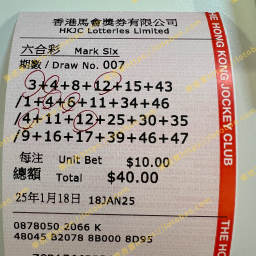 香港馬會獎券有限公司
HKJC Lotteries Limited
六合彩 Mark Six
期數 / Draw No. 007
3+4+8+12+15+43
/1+4+6+11+34+46
/4+11+12+25+30+35
/9+16+17+39+46+47
每注 Unit Bet $10.00
總額 Total $40.00
25年1月18日 18JAN25
0878050 2066 K
48045 B2078 8B000 8D95
THE HONG KONG JOCKEY CLUB
THE HO